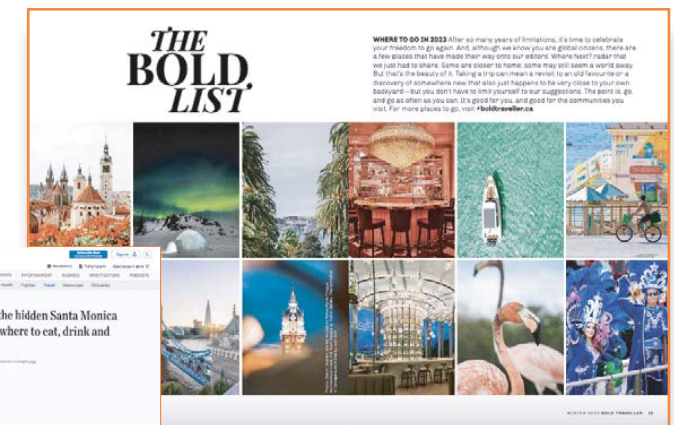 THE
BOLD
LIST
WHERE TO GO IN 2023 After so many years of limitations, it's time to celebrate
your freedom to go again. And, although we know you are global citizens, there are
a few places that have made their way onto our editors' Where Next? radar that
we just had to share. Some are closer to home; some may still seem a world away.
But that's the beauty of it. Taking a trip can mean a revisit to an old favourite or a
discovery of somewhere new that also just happens to be very close to your own
backyard—but you don't have to limit yourself to our suggestions. The point is, go,
and go as often as you can. It's good for you, and good for the communities you
visit. For more places to go, visit boldtraveller.ca
ENTERTAINMENT BUSINESS INVESTIGATIONS PODCASTS
Travel
the hidden Santa Monica
where to eat, drink and
WINTER 2023 BOLD TRAVELLER